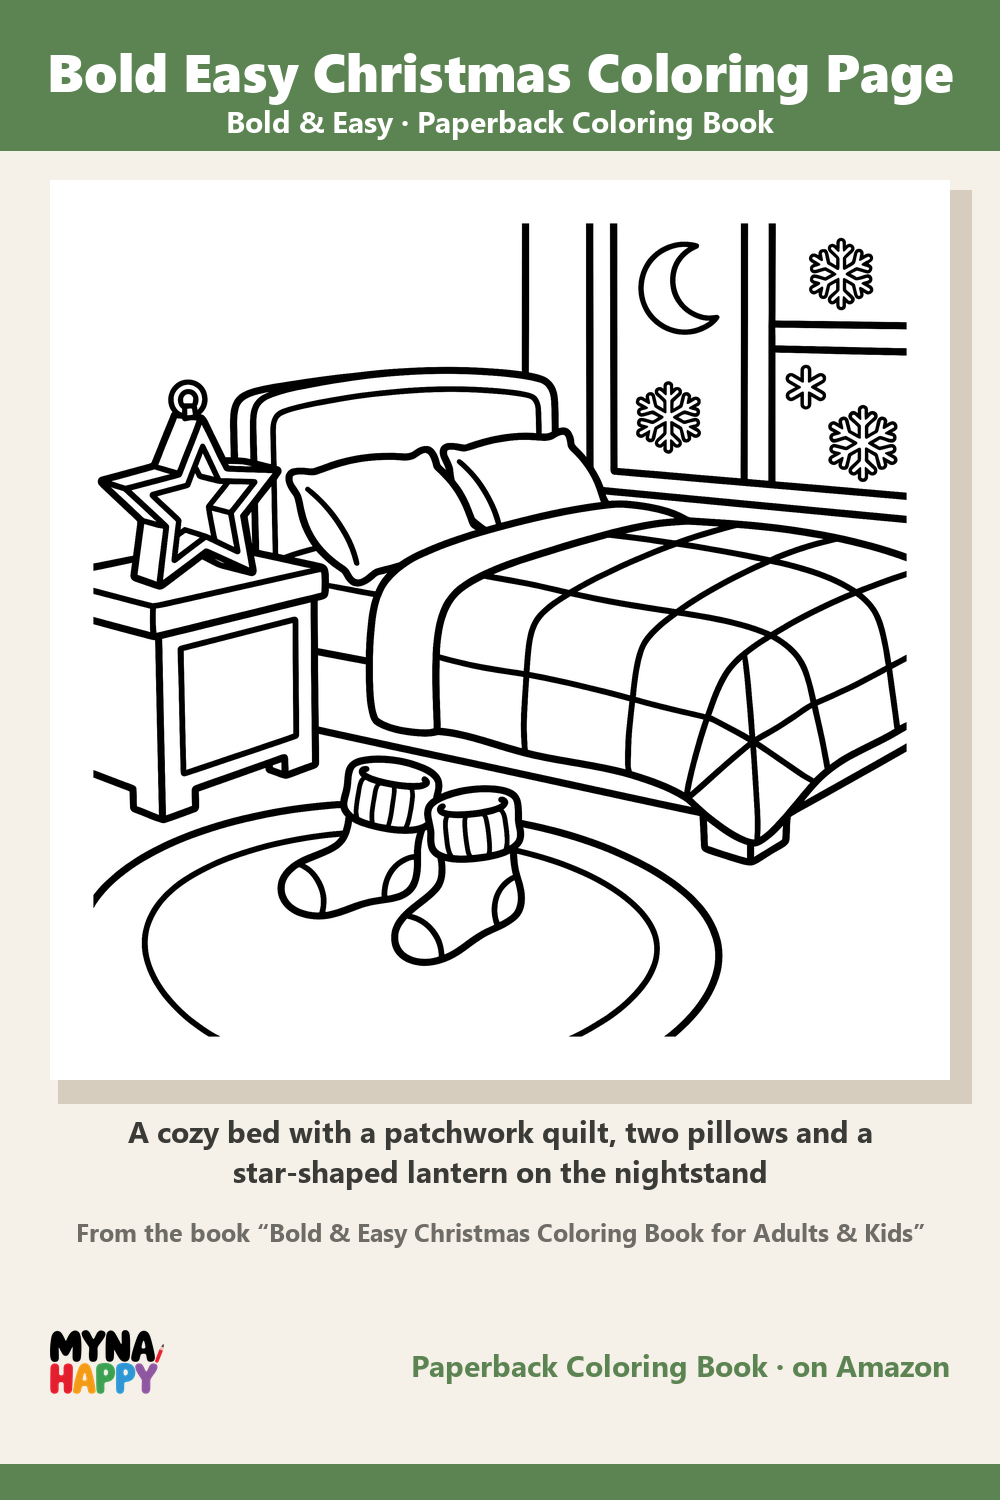 Bold Easy Christmas Coloring Page
Bold & Easy · Paperback Coloring Book
A cozy bed with a patchwork quilt, two pillows and a
star-shaped lantern on the nightstand
From the book “Bold & Easy Christmas Coloring Book for Adults & Kids”
MYNA
HAPPY
Paperback Coloring Book · on Amazon